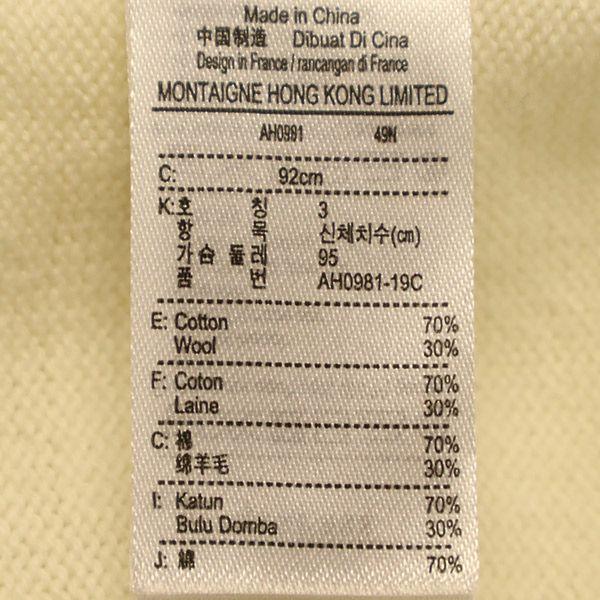 Made in China
中国制造 Dibuat Di Cina
Design in France / rancangan di France
MONTAIGNE HONG KONG LIMITED
AH0981 49N
C: 92cm
K: 호 칭 3
항 목 신체치수(cm)
가슴 둘레 95
품 번 AH0981-19C
E: Cotton 70%
Wool 30%
F: Coton 70%
Laine 30%
C: 棉 70%
绵羊毛 30%
I: Katun 70%
Bulu Domba 30%
J: 綿 70%